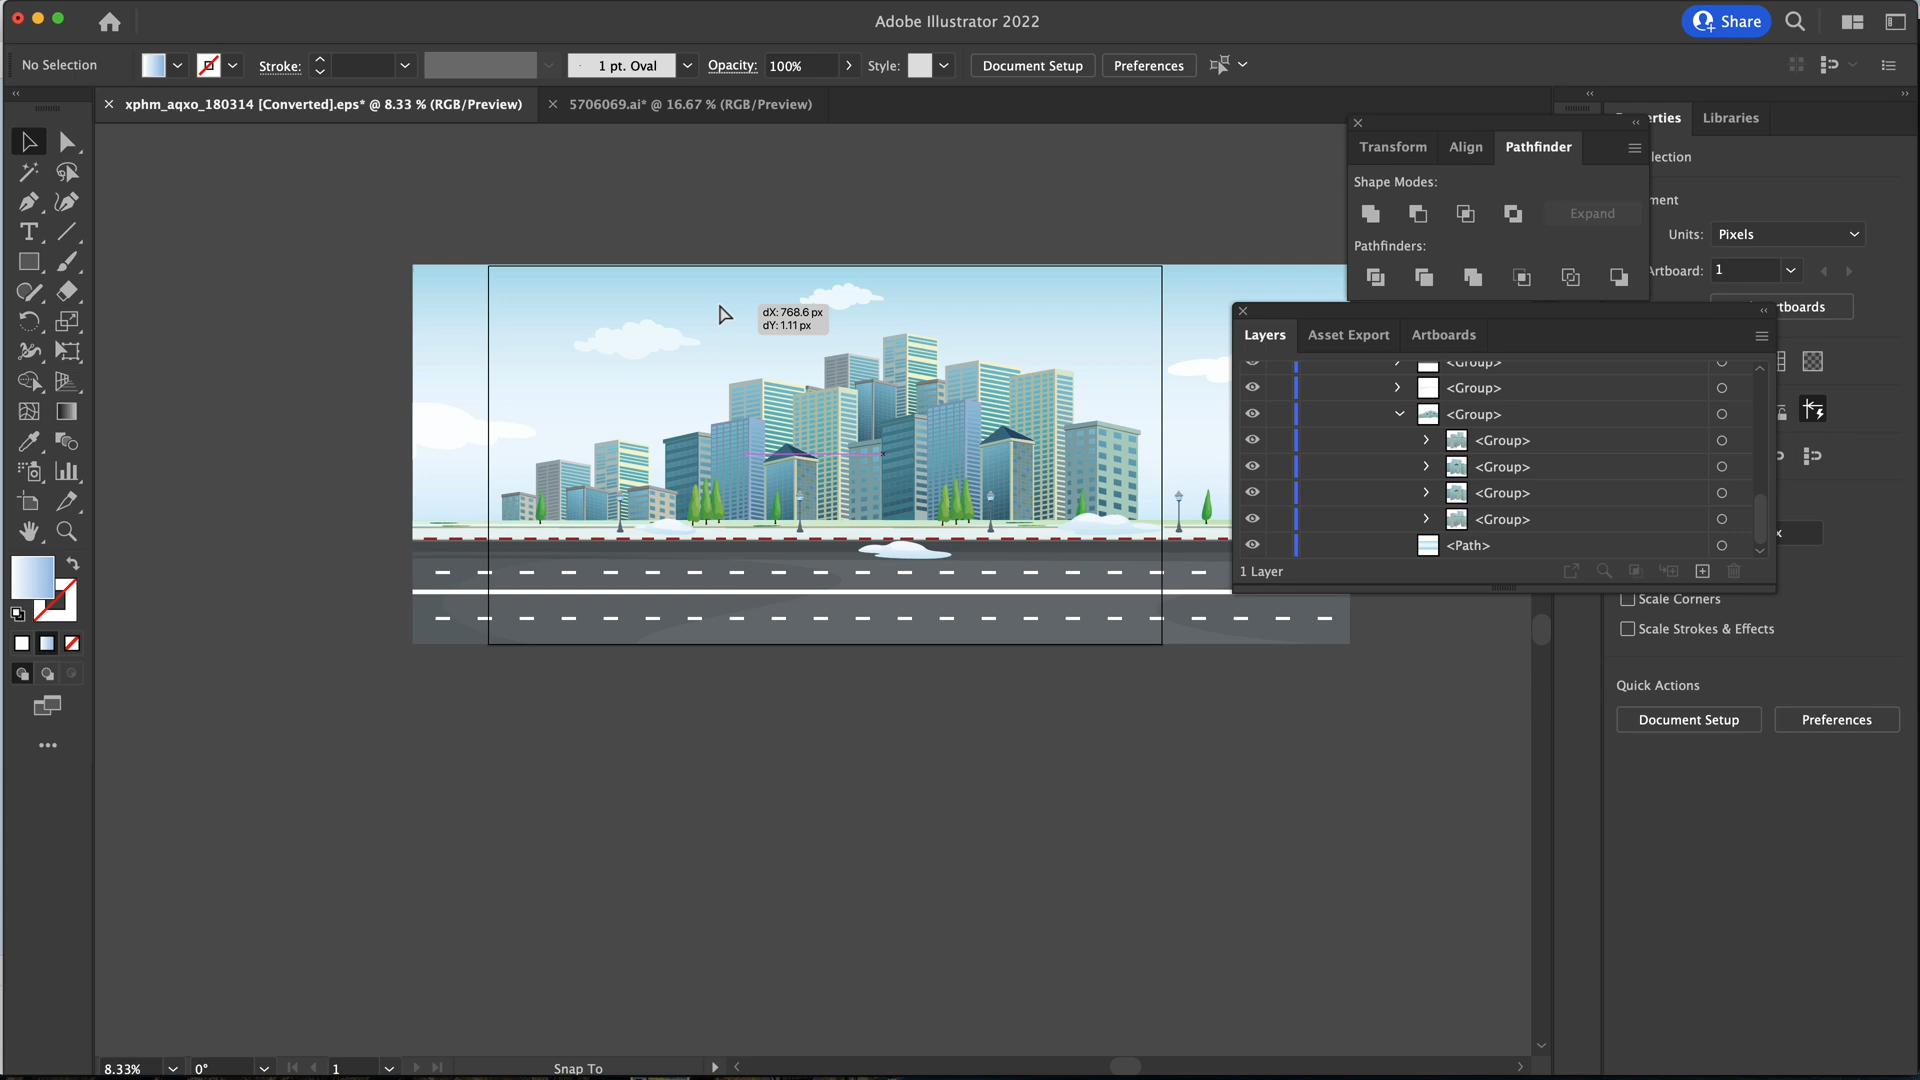 Adobe Illustrator 2022
Share
No Selection
Stroke:
1 pt. Oval
Opacity:
100%
Style:
Document Setup
Preferences
xphm_aqxo_180314 [Converted].eps* @ 8.33 % (RGB/Preview)
5706069.ai* @ 16.67 % (RGB/Preview)
erties
Libraries
Transform
Align
Pathfinder
lection
Shape Modes:
Expand
ment
Units:
Pixels
Pathfinders:
rtboard:
1
tboards
dX: 768.6 px
dY: 1.11 px
Layers
Asset Export
Artboards
<Group>
<Group>
<Group>
<Group>
<Group>
<Group>
<Group>
<Path>
x
1 Layer
Scale Corners
Scale Strokes & Effects
Quick Actions
Document Setup
Preferences
8.33%
0°
1
Snap To